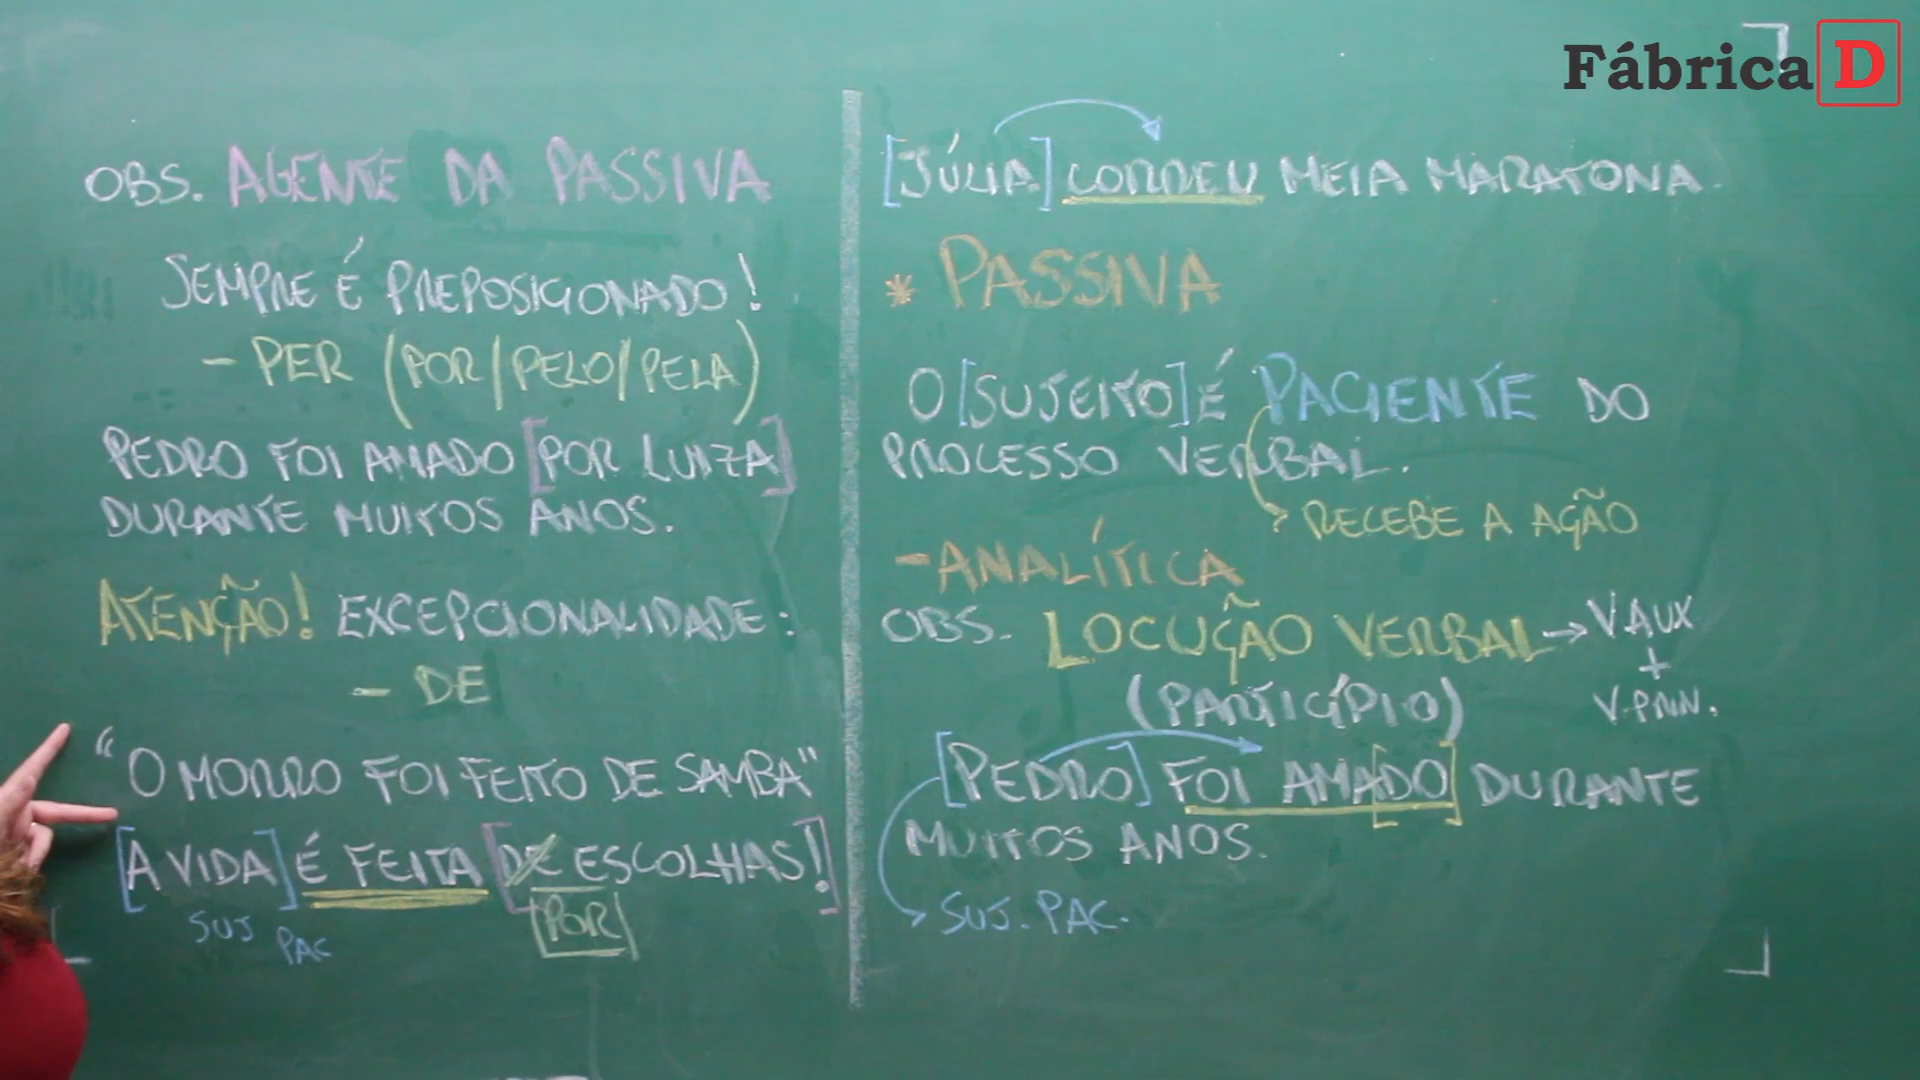 Fábrica D
OBS. AGENTE DA PASSIVA
SEMPRE É PREPOSICIONADO!
- PER (POR/PELO/PELA)
PEDRO FOI AMADO [POR LUIZA]
DURANTE MUITOS ANOS.
ATENÇÃO! EXCEPCIONALIDADE:
- DE
"O MORRO FOI FEITO DE SAMBA"
[A VIDA] É FEITA [DE ESCOLHAS!]
SUJ PAC
POR
[JÚLIA] CORREU MEIA MARATONA.
* PASSIVA
O [SUJEITO] É PACIENTE DO
PROCESSO VERBAL.
RECEBE A AÇÃO
- ANALÍTICA
OBS. LOCUÇÃO VERBAL → V AUX
+
(PARTICÍPIO) V. PRIN.
[PEDRO] FOI AMA[DO] DURANTE
MUITOS ANOS.
SUJ. PAC.